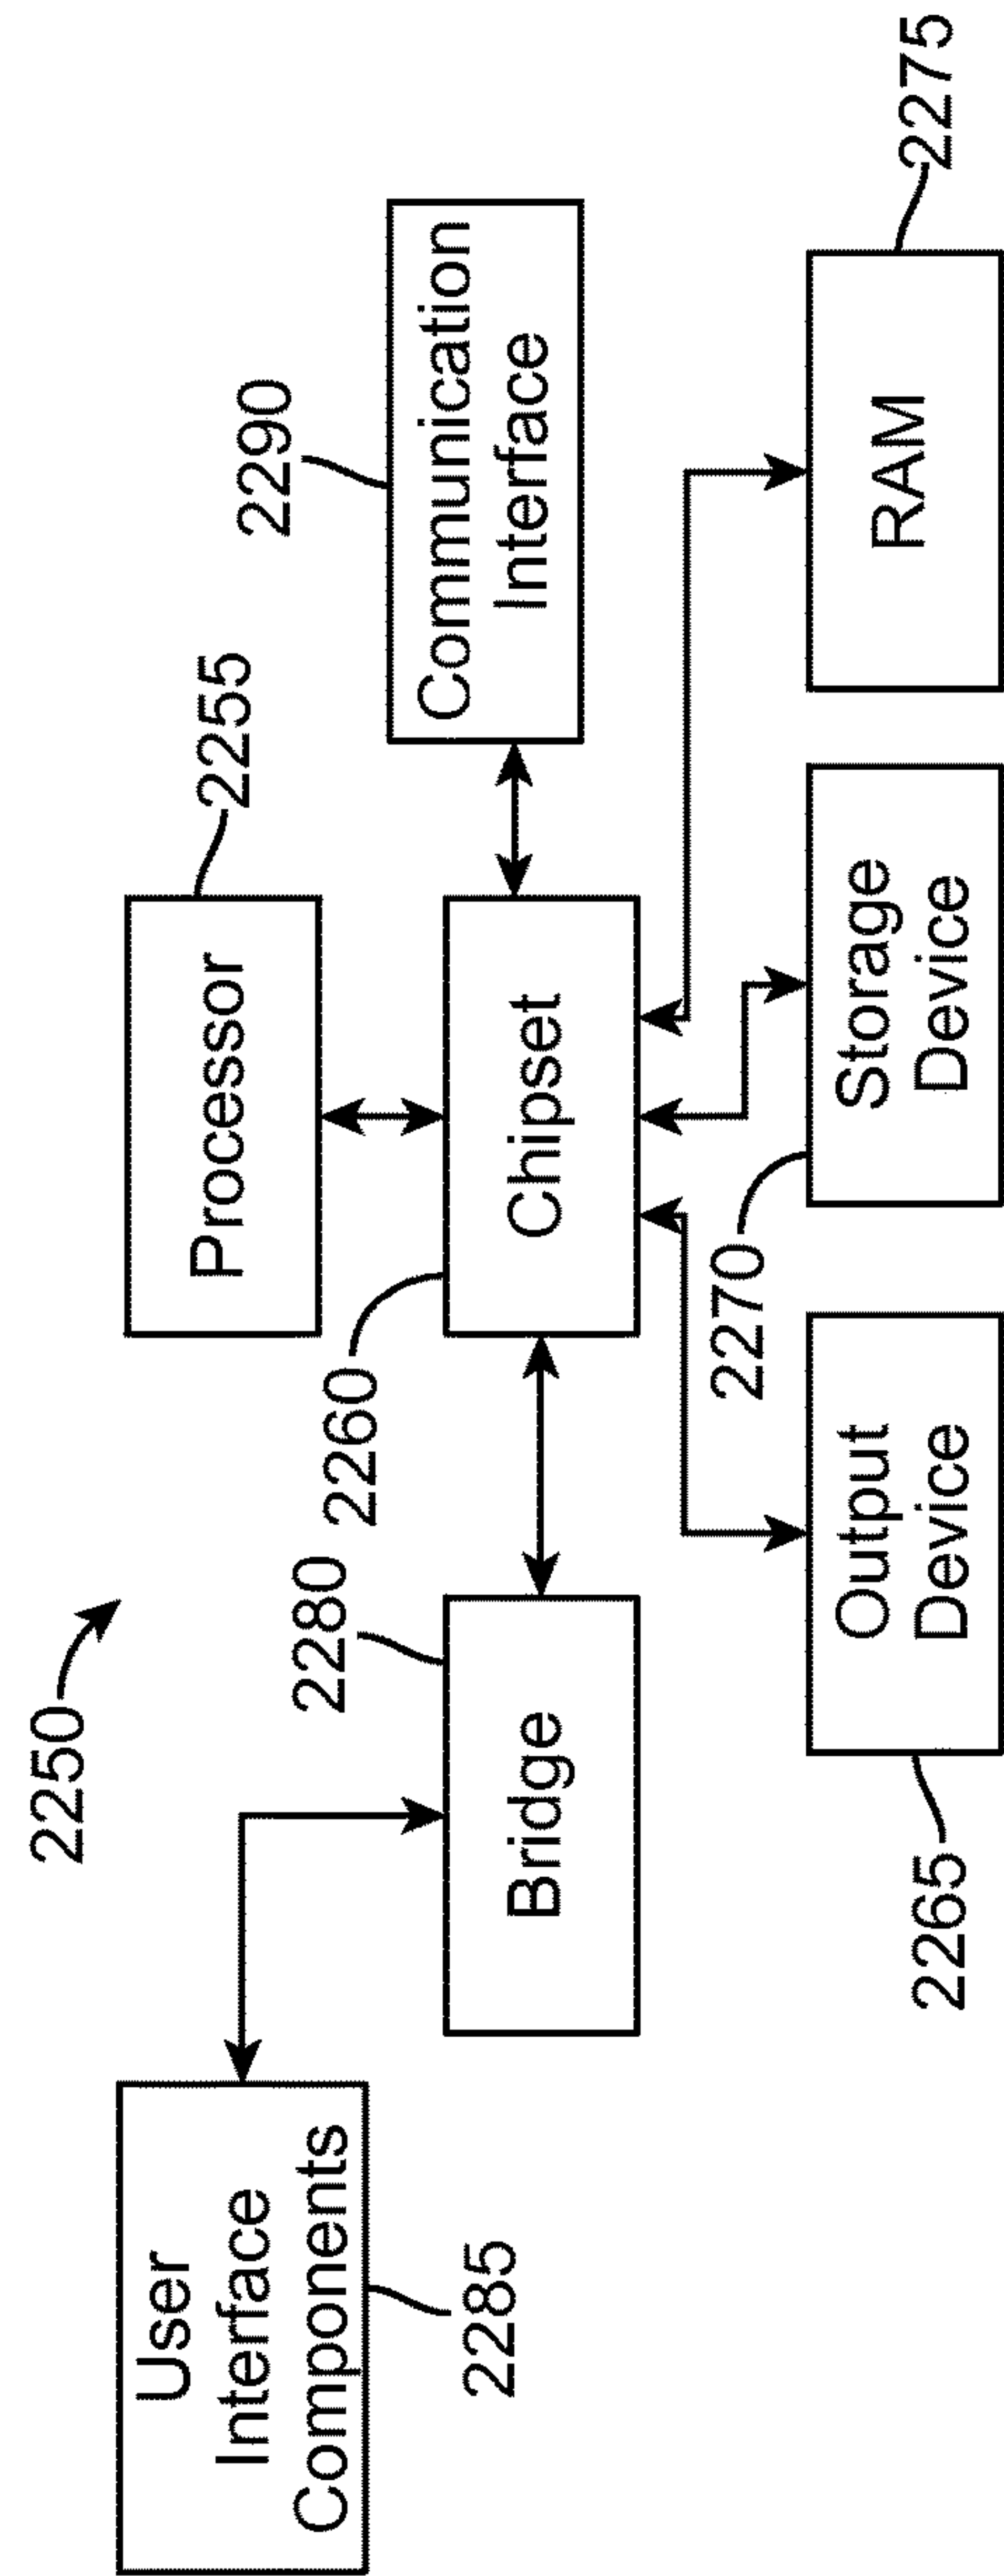 2250
User
Interface
Components
2285
Bridge
2280
Processor
2255
Chipset
2260
Communication
Interface
2290
Output
Device
2265
Storage
Device
2270
RAM
2275